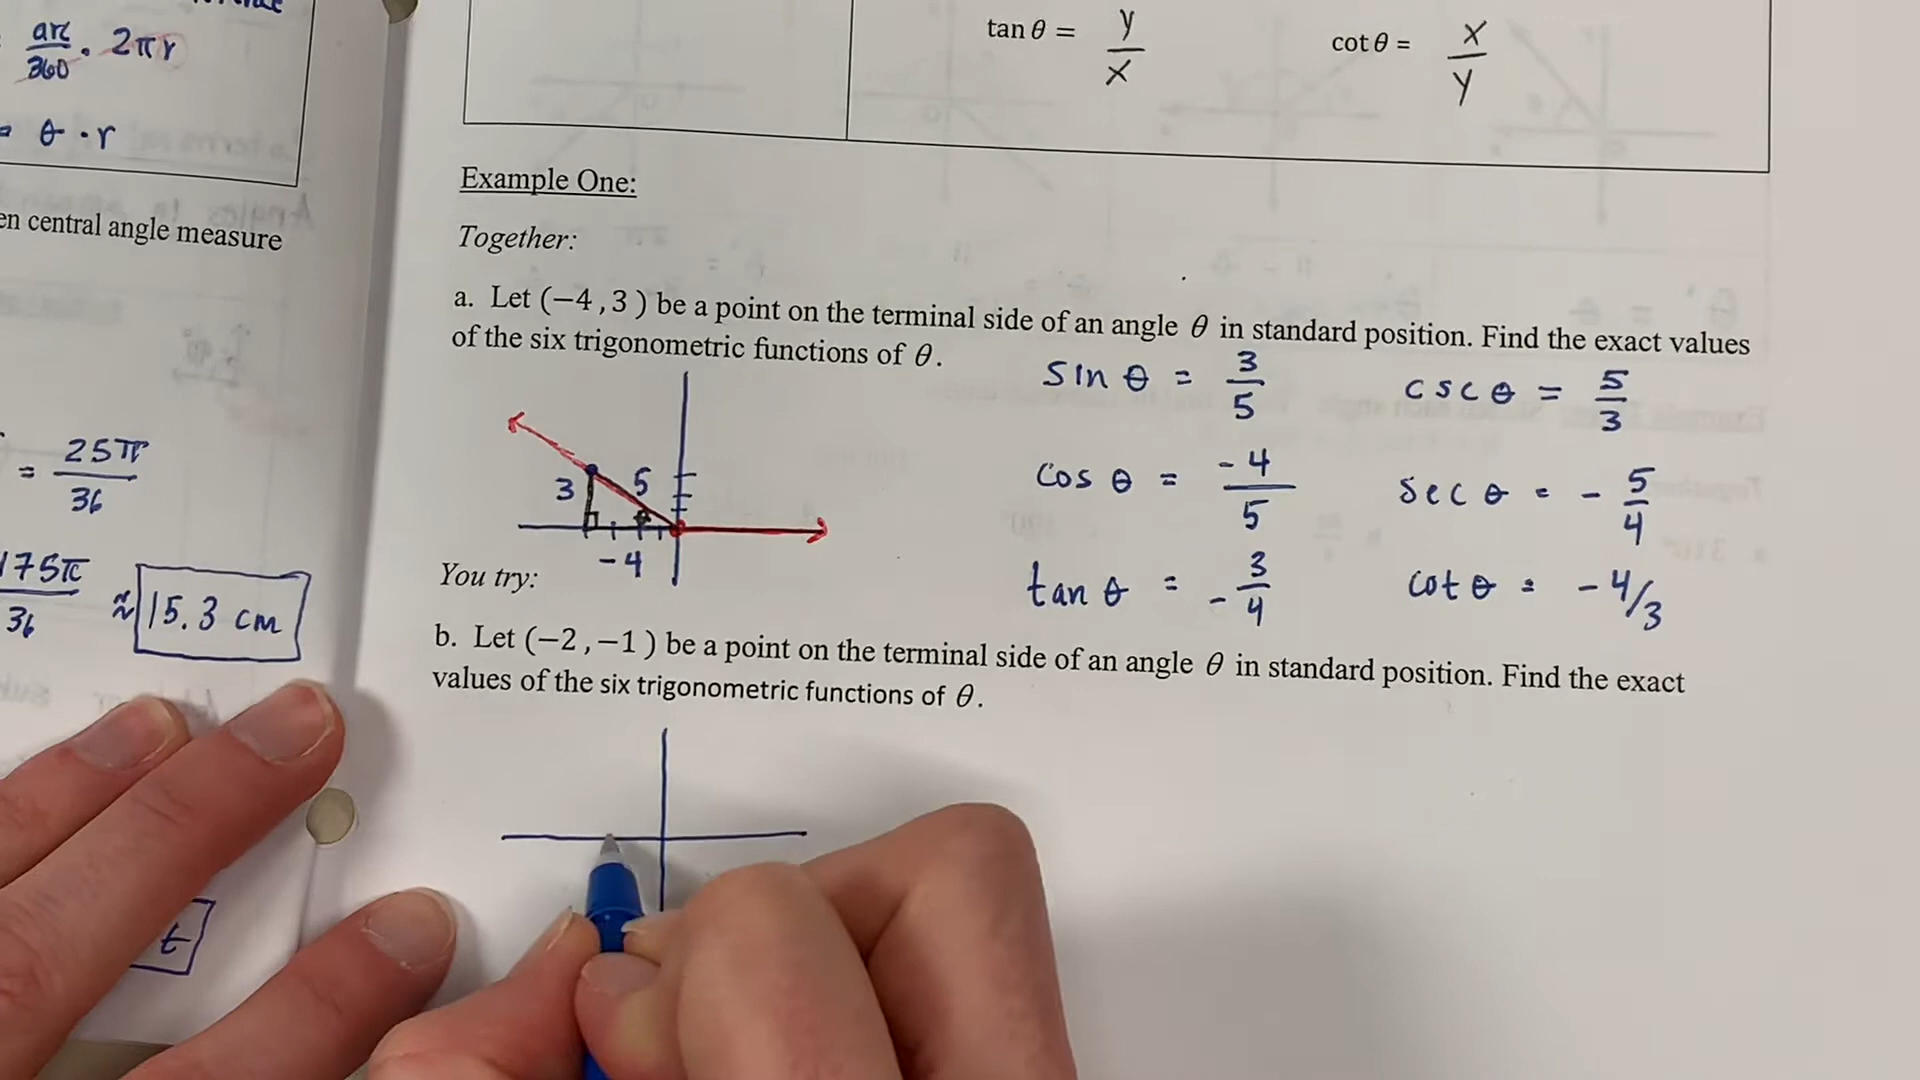 arc/360 · 2πr
θ · r
en central angle measure
= 25π/36
175π/36 ≈ 15.3 cm
t
tan θ = y/x cot θ = x/y
Example One:
Together:
a. Let (−4, 3) be a point on the terminal side of an angle θ in standard position. Find the exact values
of the six trigonometric functions of θ.
sin θ = 3/5 csc θ = 5/3
3 5
cos θ = -4/5 sec θ = - 5/4
-4
tan θ = - 3/4 cot θ = -4/3
You try:
b. Let (−2, −1) be a point on the terminal side of an angle θ in standard position. Find the exact
values of the six trigonometric functions of θ.